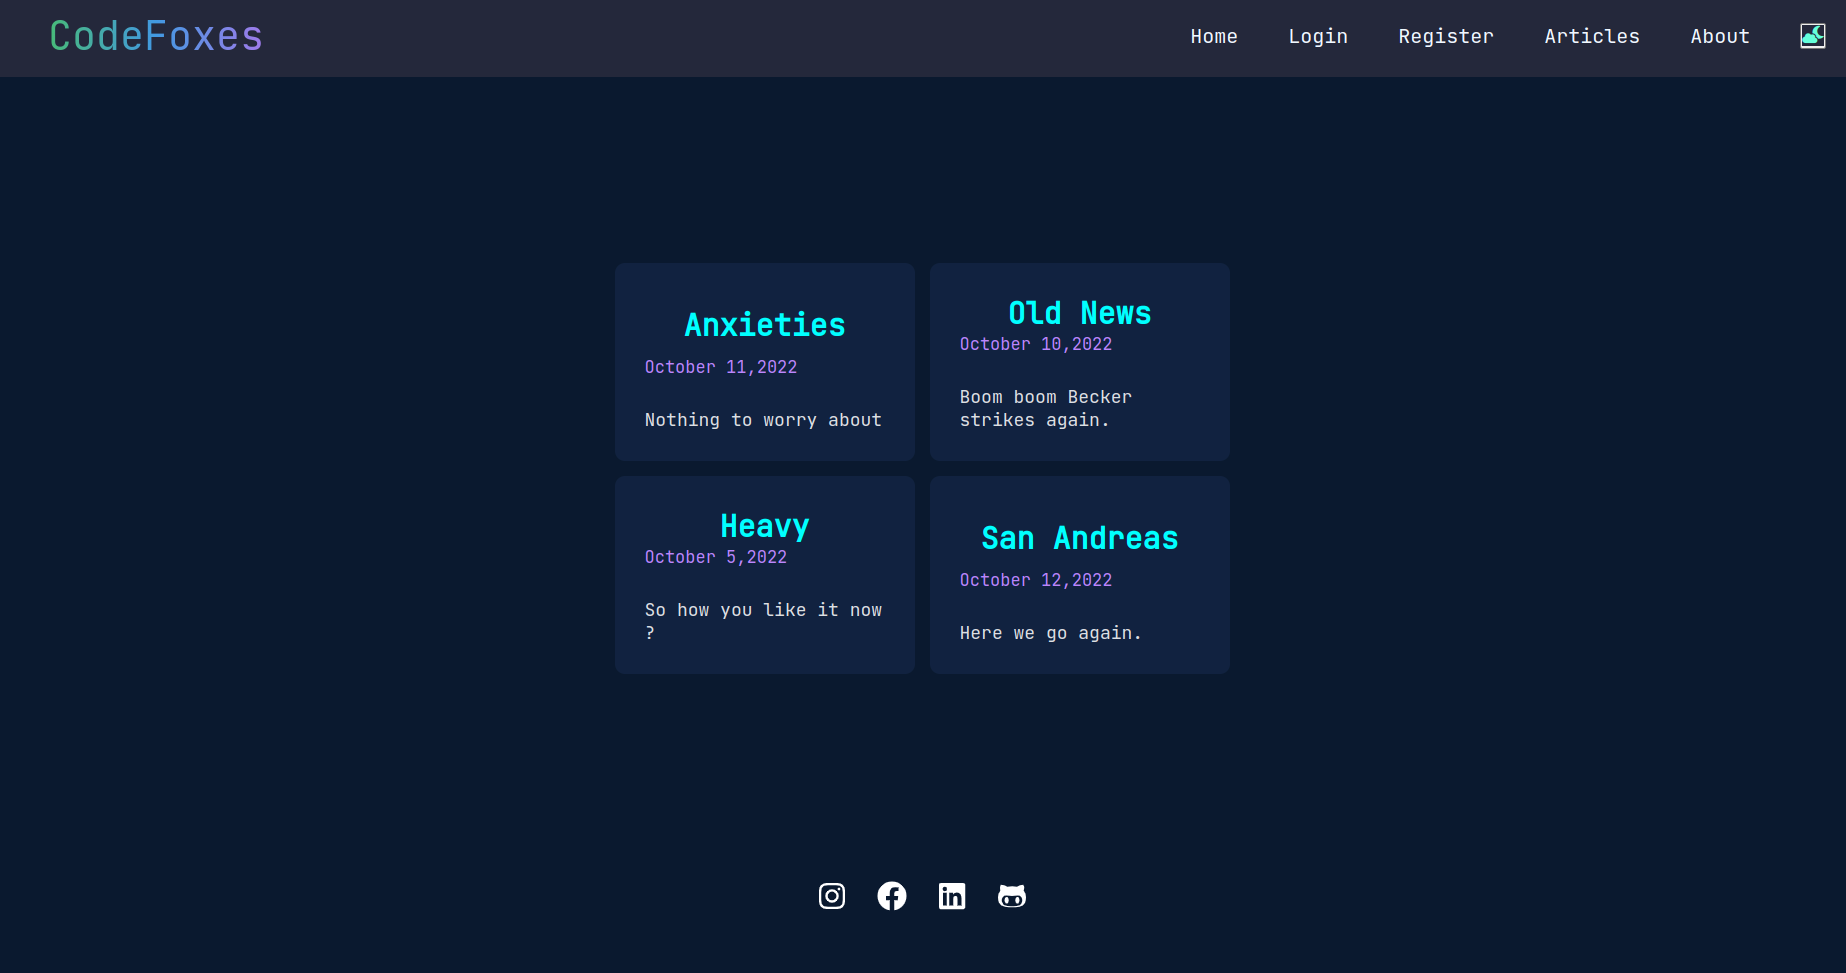 CodeFoxes
Home Login Register Articles About
Anxieties
October 11,2022
Nothing to worry about
Old News
October 10,2022
Boom boom Becker
strikes again.
Heavy
October 5,2022
So how you like it now
?
San Andreas
October 12,2022
Here we go again.